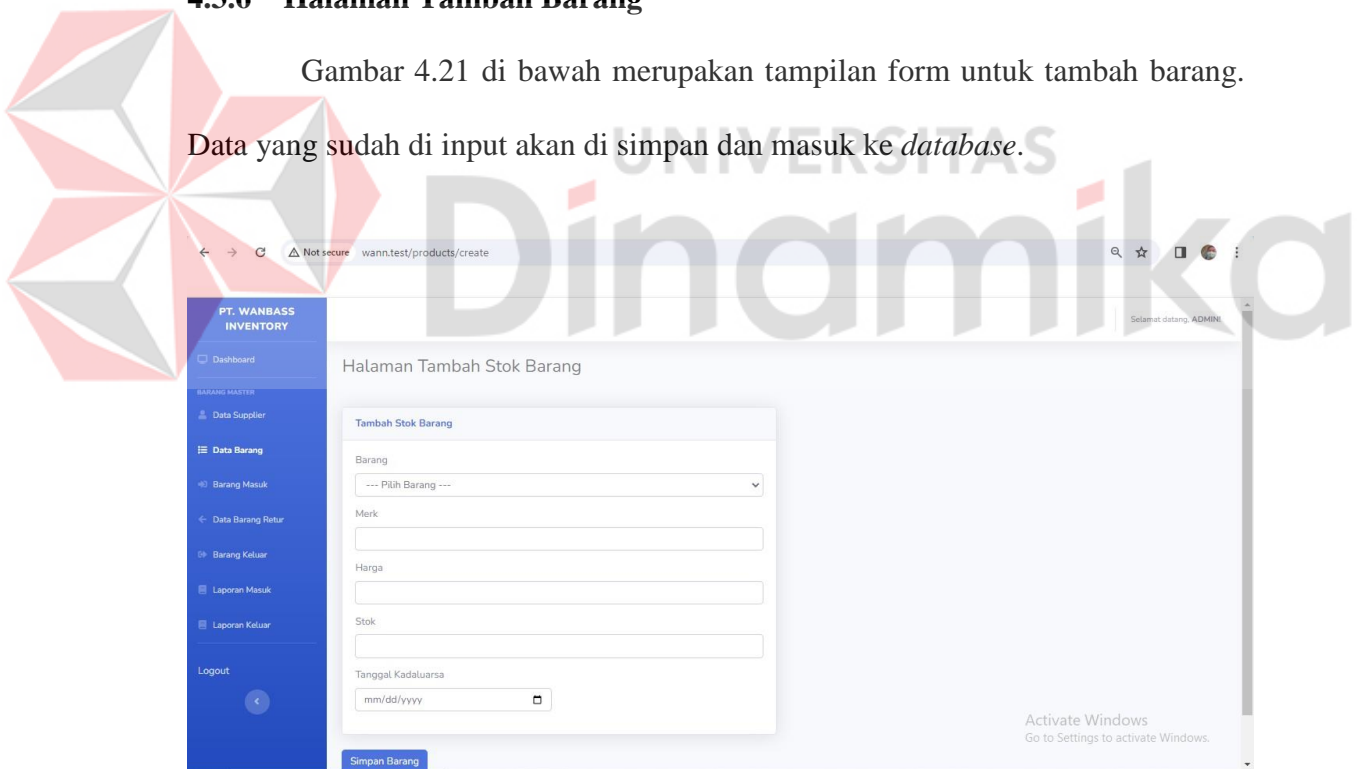 4.3.6 Halaman Tambah Barang
Gambar 4.21 di bawah merupakan tampilan form untuk tambah barang.
Data yang sudah di input akan di simpan dan masuk ke database.
UNIVERSITAS
Dinamika
Not secure wann.test/products/create
PT. WANBASS
INVENTORY
Selamat datang, ADMIN!
Dashboard
Halaman Tambah Stok Barang
BARANG MASTER
Data Supplier
Data Barang
Barang Masuk
Data Barang Retur
Barang Keluar
Laporan Masuk
Laporan Keluar
Logout
Tambah Stok Barang
Barang
--- Pilih Barang ---
Merk
Harga
Stok
Tanggal Kadaluarsa
mm/dd/yyyy
Simpan Barang
Activate Windows
Go to Settings to activate Windows.